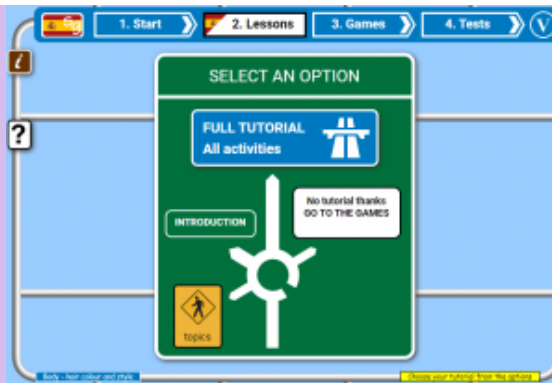 1. Start
2. Lessons
3. Games
4. Tests
V
i
?
SELECT AN OPTION
FULL TUTORIAL
All activities
No tutorial thanks
GO TO THE GAMES
INTRODUCTION
topics
Body - hair colour and style
Choose your tutorial from the options